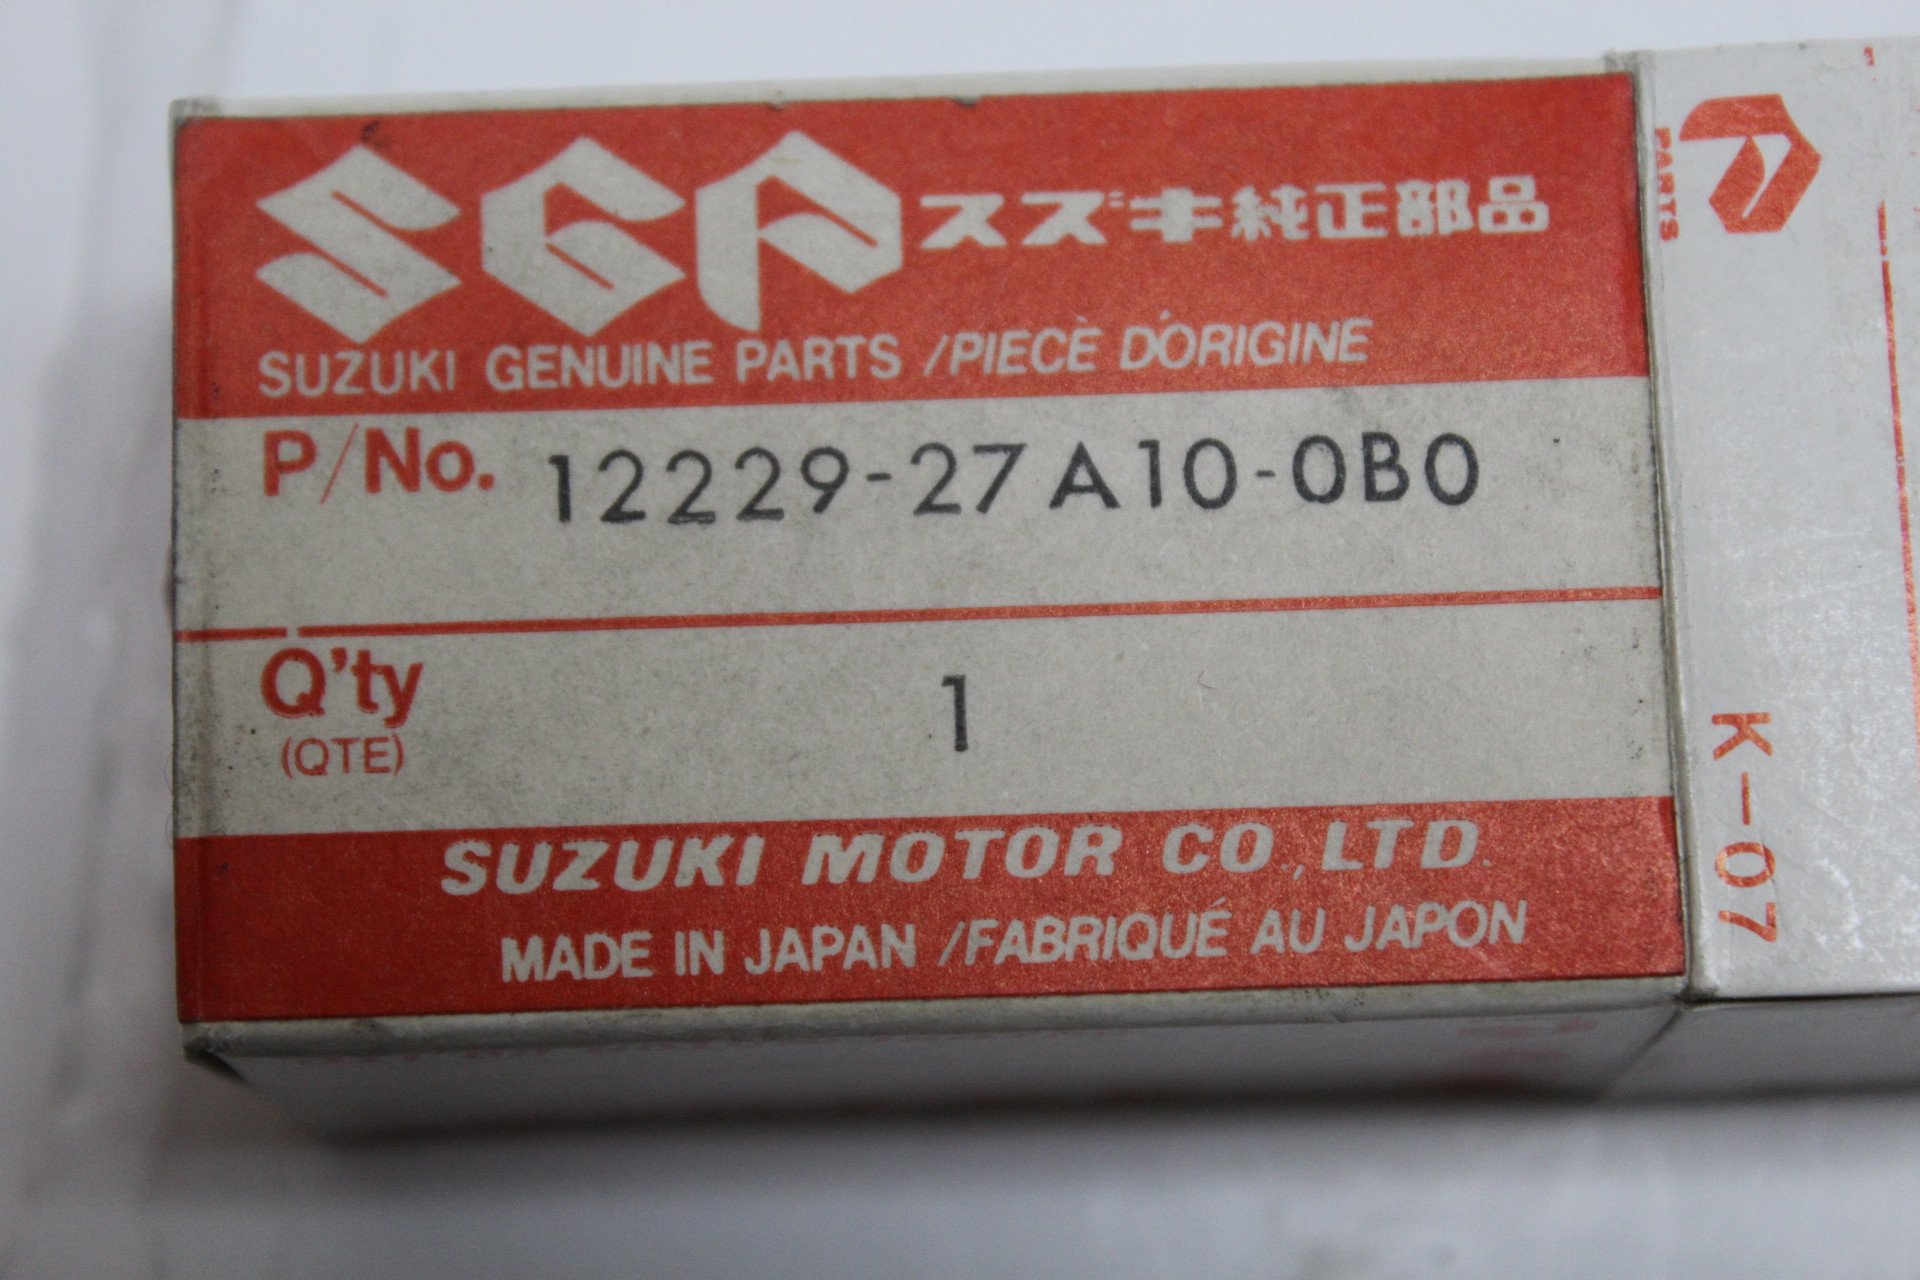 SGP スズキ純正部品
SUZUKI GENUINE PARTS /PIECÈ D'ORIGINE
P/No. 12229-27A10-0B0
Q'ty 1
(QTE)
SUZUKI MOTOR CO.,LTD.
MADE IN JAPAN /FABRIQUÉ AU JAPON
P
PARTS
K-07